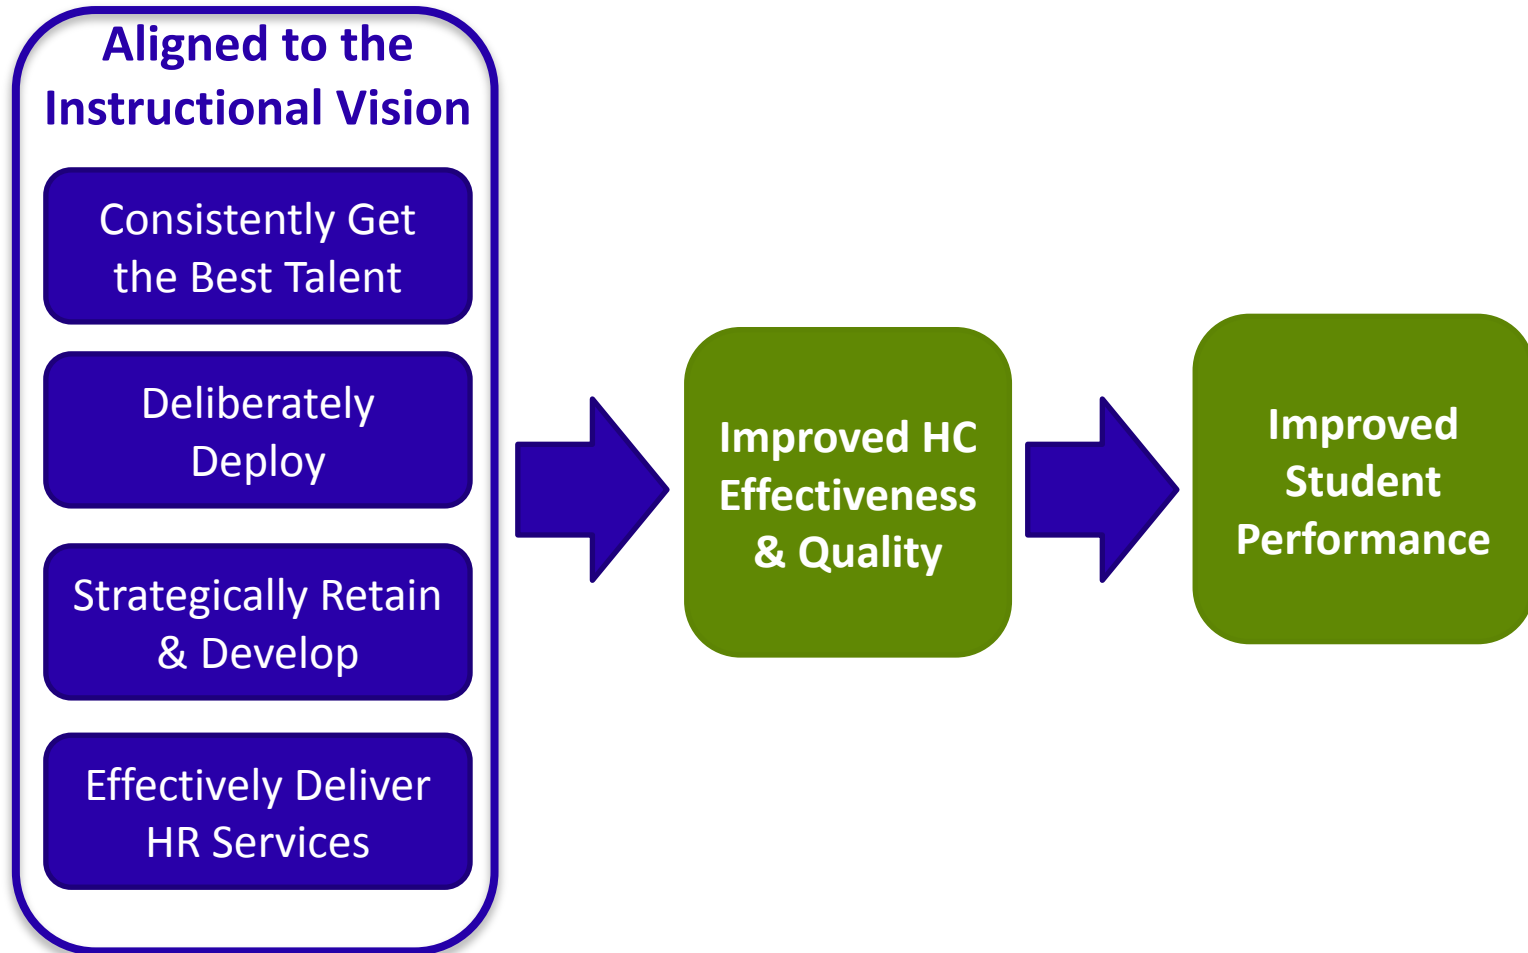 Aligned to the
Instructional Vision
Consistently Get
the Best Talent
Deliberately
Deploy
Strategically Retain
& Develop
Effectively Deliver
HR Services
Improved HC
Effectiveness
& Quality
Improved
Student
Performance